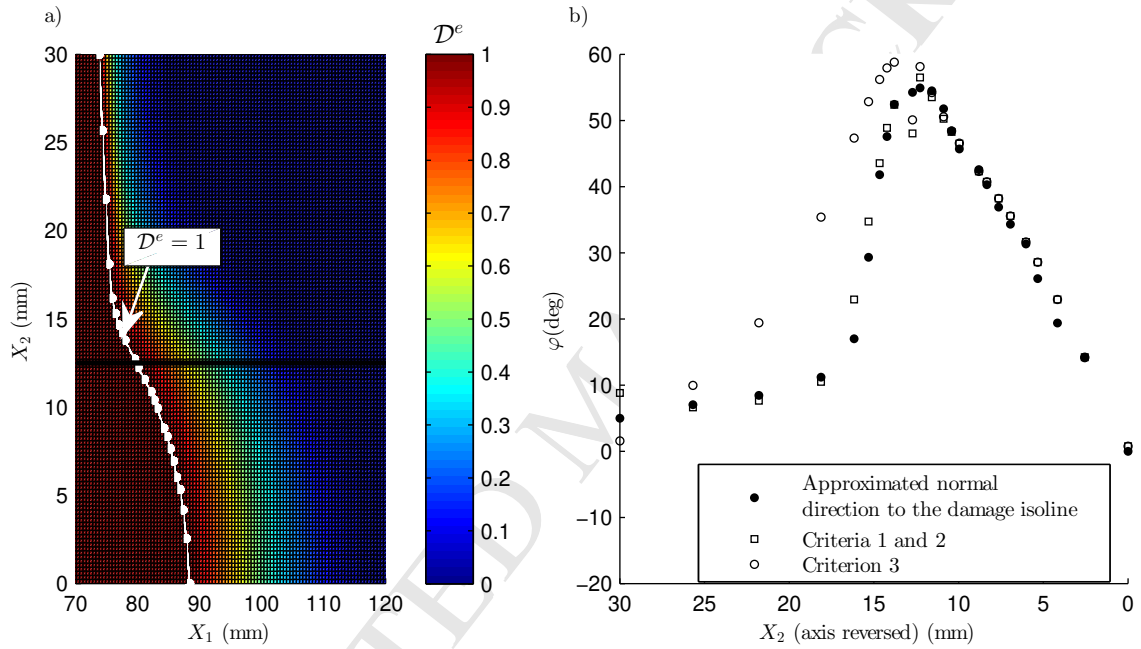 a)
b)
𝒟ᵉ
30
25
20
15
10
5
0
X₂ (mm)
𝒟ᵉ = 1
70 80 90 100 110 120
X₁ (mm)
1
0.9
0.8
0.7
0.6
0.5
0.4
0.3
0.2
0.1
0
60
50
40
30
20
10
0
−10
−20
φ(deg)
Approximated normal
direction to the damage isoline
Criteria 1 and 2
Criterion 3
30 25 20 15 10 5 0
X₂ (axis reversed) (mm)